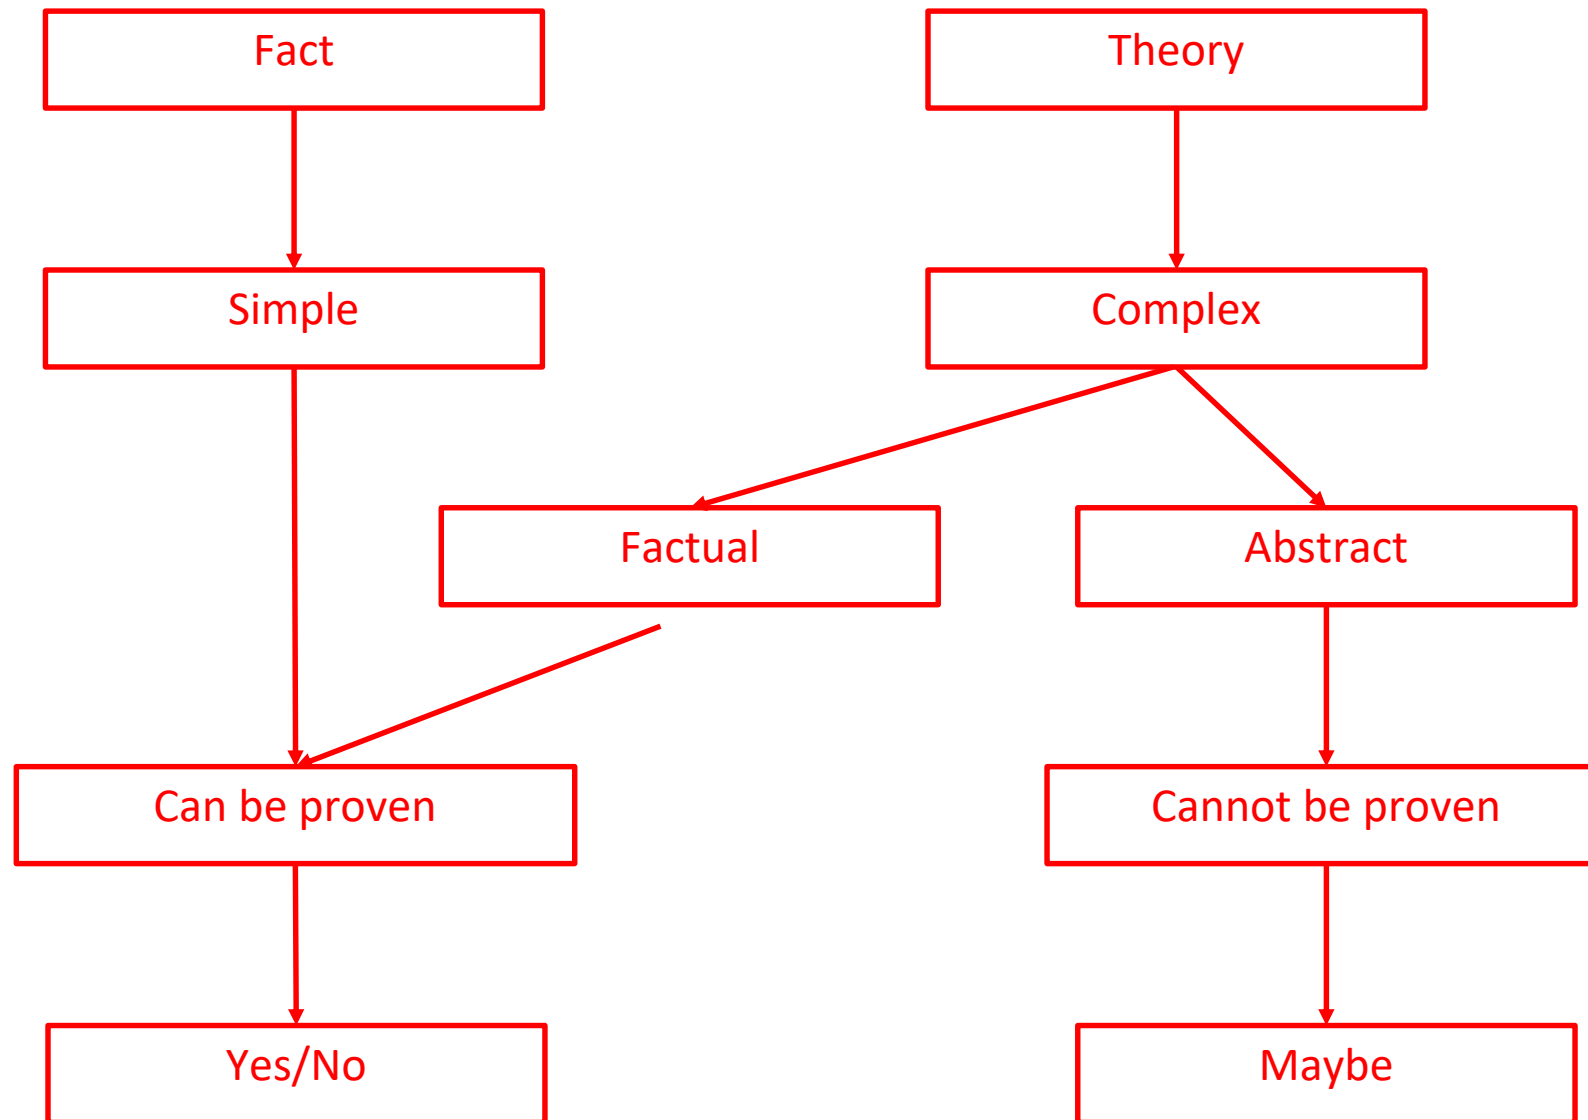 Fact
Theory
Simple
Complex
Factual
Abstract
Can be proven
Cannot be proven
Yes/No
Maybe